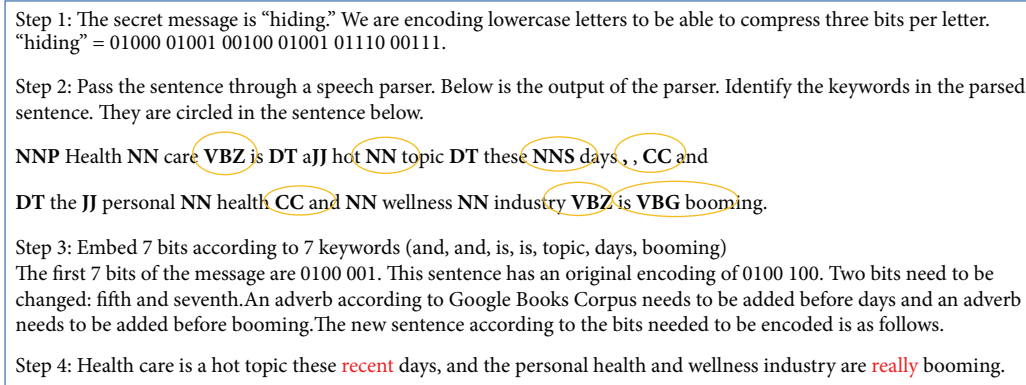 Step 1: The secret message is “hiding.” We are encoding lowercase letters to be able to compress three bits per letter.
“hiding” = 01000 01001 00100 01001 01110 00111.
Step 2: Pass the sentence through a speech parser. Below is the output of the parser. Identify the keywords in the parsed
sentence. They are circled in the sentence below.
NNP Health NN care VBZ is DT aJJ hot NN topic DT these NNS days , , CC and
DT the JJ personal NN health CC and NN wellness NN industry VBZ is VBG booming.
Step 3: Embed 7 bits according to 7 keywords (and, and, is, is, topic, days, booming)
The first 7 bits of the message are 0100 001. This sentence has an original encoding of 0100 100. Two bits need to be
changed: fifth and seventh.An adverb according to Google Books Corpus needs to be added before days and an adverb
needs to be added before booming.The new sentence according to the bits needed to be encoded is as follows.
Step 4: Health care is a hot topic these recent days, and the personal health and wellness industry are really booming.